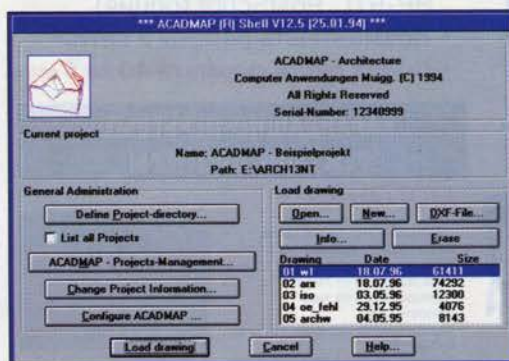 *** ACADMAP (R) Shell V12.5 [25.01.94] ***
ACADMAP - Architecture
Computer Anwendungen Muigg. (C) 1994
All Rights Reserved
Serial-Number: 12340999
Current project
Name: ACADMAP - Beispielprojekt
Path: E:\ARCH13NT
General Administration
Define Project-directory...
List all Projects
ACADMAP - Projects-Management...
Change Project Information...
Configure ACADMAP ...
Load drawing
Open... New... DXF-File...
Info... Erase
Drawing Date Size
01 w1 18.07.96 61411
02 arx 18.07.96 74292
03 iso 03.05.96 12300
04 oe_fehl 29.12.95 4076
05 archw 04.05.95 8143
Load drawing Cancel Help...